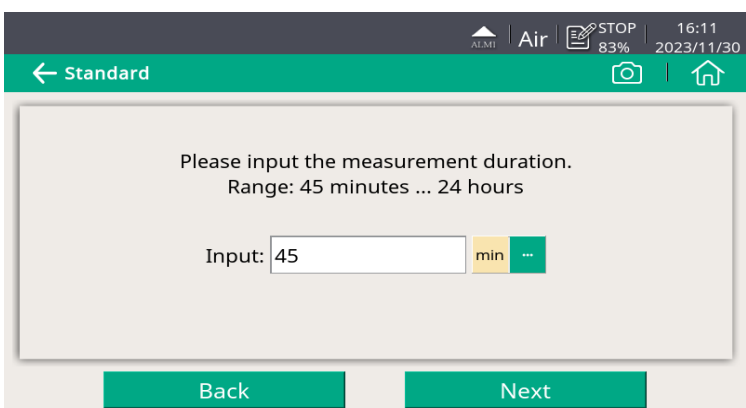 ALM1 Air STOP 16:11
83% 2023/11/30
Standard
Please input the measurement duration.
Range: 45 minutes ... 24 hours
Input: 45 min ...
Back Next